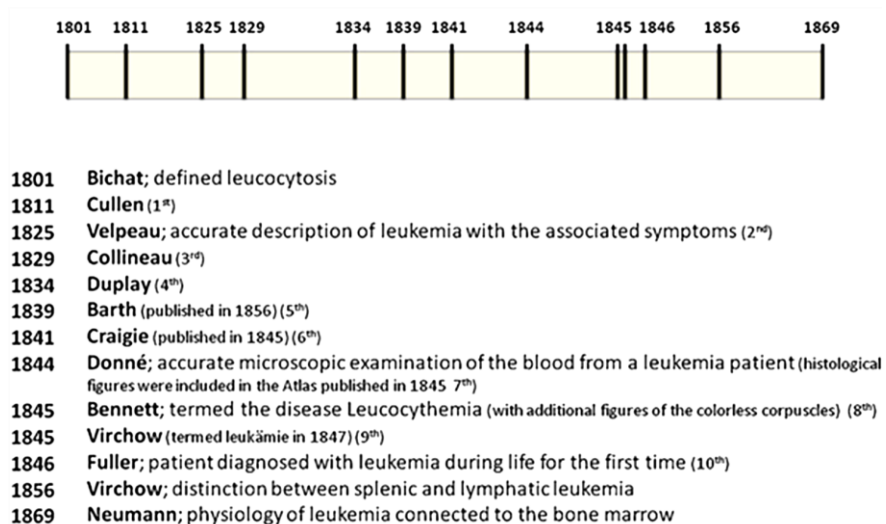 1801 1811 1825 1829 1834 1839 1841 1844 1845 1846 1856 1869
1801 Bichat; defined leucocytosis
1811 Cullen (1st)
1825 Velpeau; accurate description of leukemia with the associated symptoms (2nd)
1829 Collineau (3rd)
1834 Duplay (4th)
1839 Barth (published in 1856) (5th)
1841 Craigie (published in 1845) (6th)
1844 Donné; accurate microscopic examination of the blood from a leukemia patient (histological
figures were included in the Atlas published in 1845 7th)
1845 Bennett; termed the disease Leucocythemia (with additional figures of the colorless corpuscles) (8th)
1845 Virchow (termed leukämie in 1847) (9th)
1846 Fuller; patient diagnosed with leukemia during life for the first time (10th)
1856 Virchow; distinction between splenic and lymphatic leukemia
1869 Neumann; physiology of leukemia connected to the bone marrow